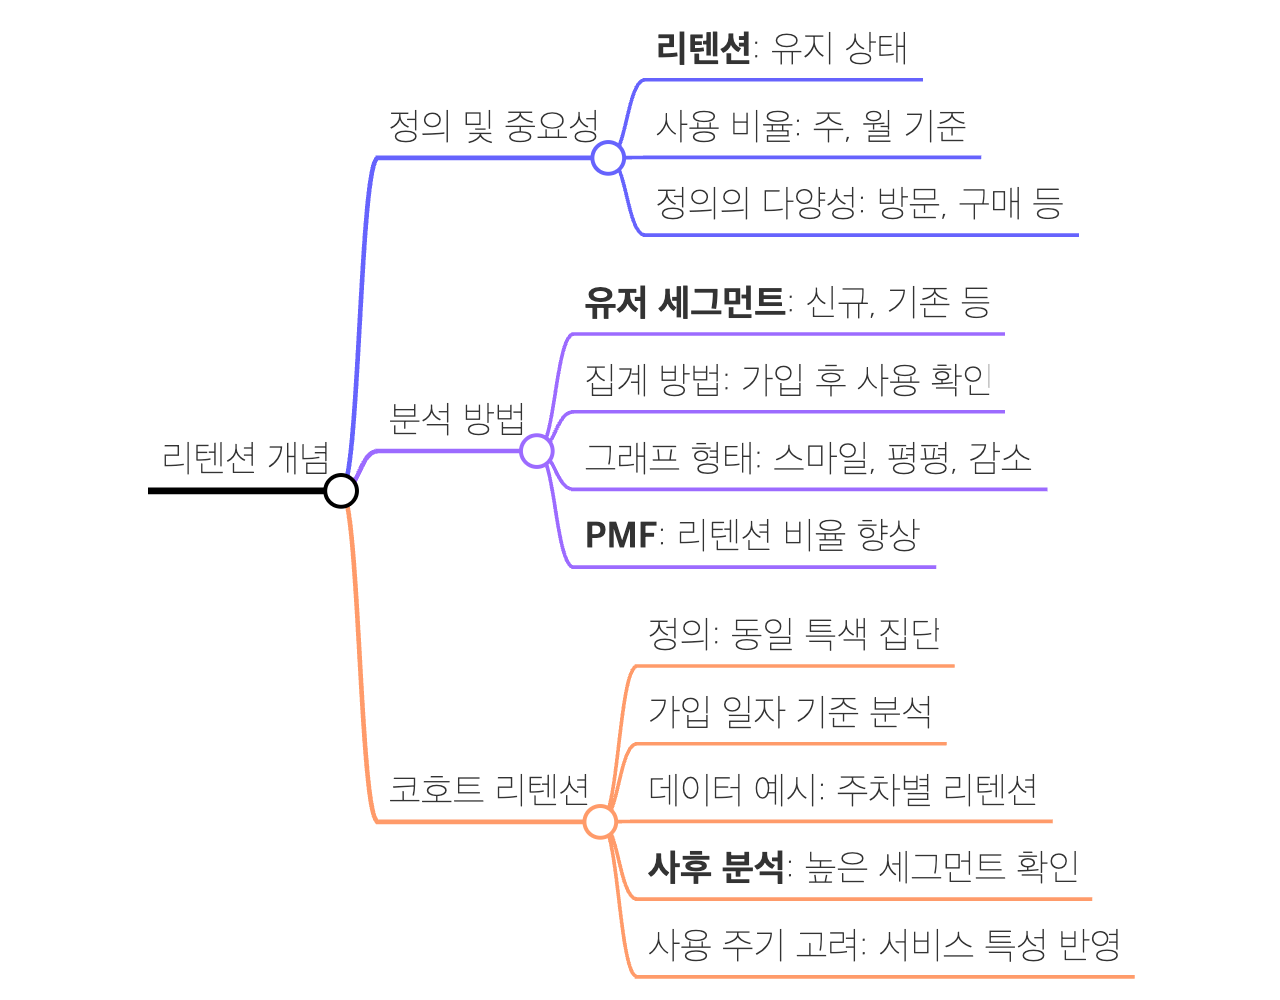 리텐션 개념
정의 및 중요성
리텐션: 유지 상태
사용 비율: 주, 월 기준
정의의 다양성: 방문, 구매 등
분석 방법
유저 세그먼트: 신규, 기존 등
집계 방법: 가입 후 사용 확인
그래프 형태: 스마일, 평평, 감소
PMF: 리텐션 비율 향상
코호트 리텐션
정의: 동일 특색 집단
가입 일자 기준 분석
데이터 예시: 주차별 리텐션
사후 분석: 높은 세그먼트 확인
사용 주기 고려: 서비스 특성 반영